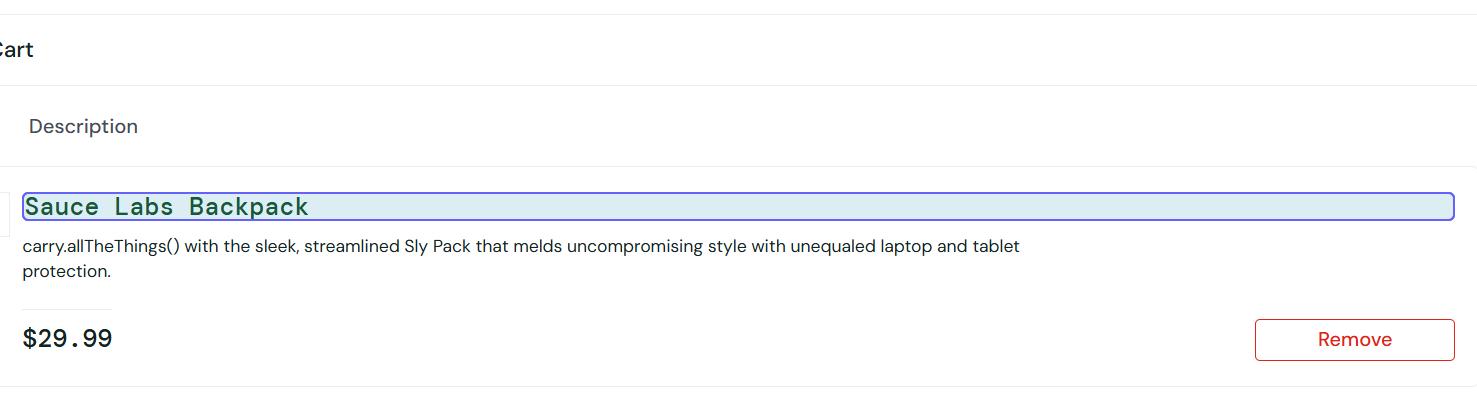 Cart
Description
Sauce Labs Backpack
carry.allTheThings() with the sleek, streamlined Sly Pack that melds uncompromising style with unequaled laptop and tablet
protection.
$29.99
Remove